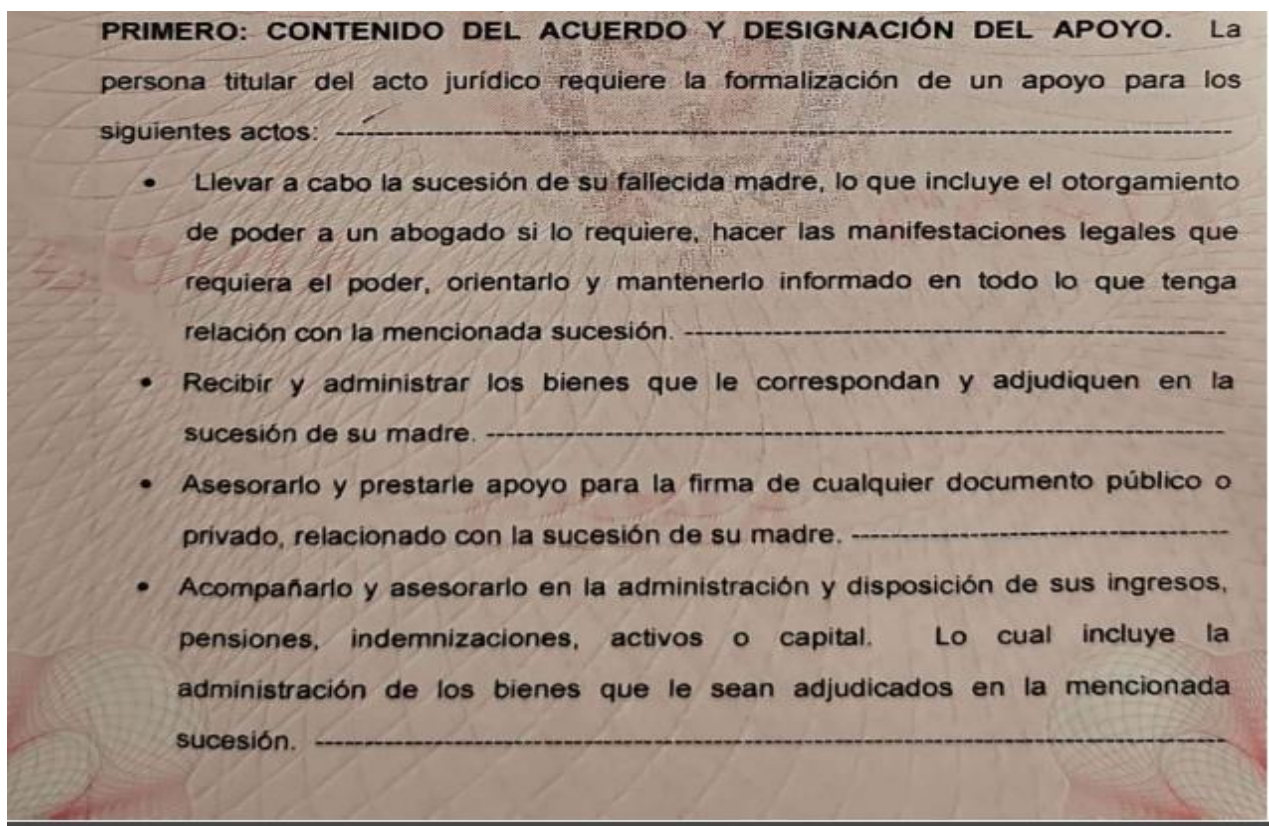 PRIMERO: CONTENIDO DEL ACUERDO Y DESIGNACIÓN DEL APOYO. La
persona titular del acto jurídico requiere la formalización de un apoyo para los
siguientes actos: ------------------------------------------------------------
• Llevar a cabo la sucesión de su fallecida madre, lo que incluye el otorgamiento
de poder a un abogado si lo requiere, hacer las manifestaciones legales que
requiera el poder, orientarlo y mantenerlo informado en todo lo que tenga
relación con la mencionada sucesión. ------------------------------------
• Recibir y administrar los bienes que le correspondan y adjudiquen en la
sucesión de su madre. --------------------------------------------------
• Asesorarlo y prestarle apoyo para la firma de cualquier documento público o
privado, relacionado con la sucesión de su madre. -------------------------
• Acompañarlo y asesorarlo en la administración y disposición de sus ingresos,
pensiones, indemnizaciones, activos o capital. Lo cual incluye la
administración de los bienes que le sean adjudicados en la mencionada
sucesión. ------------------------------------------------------------